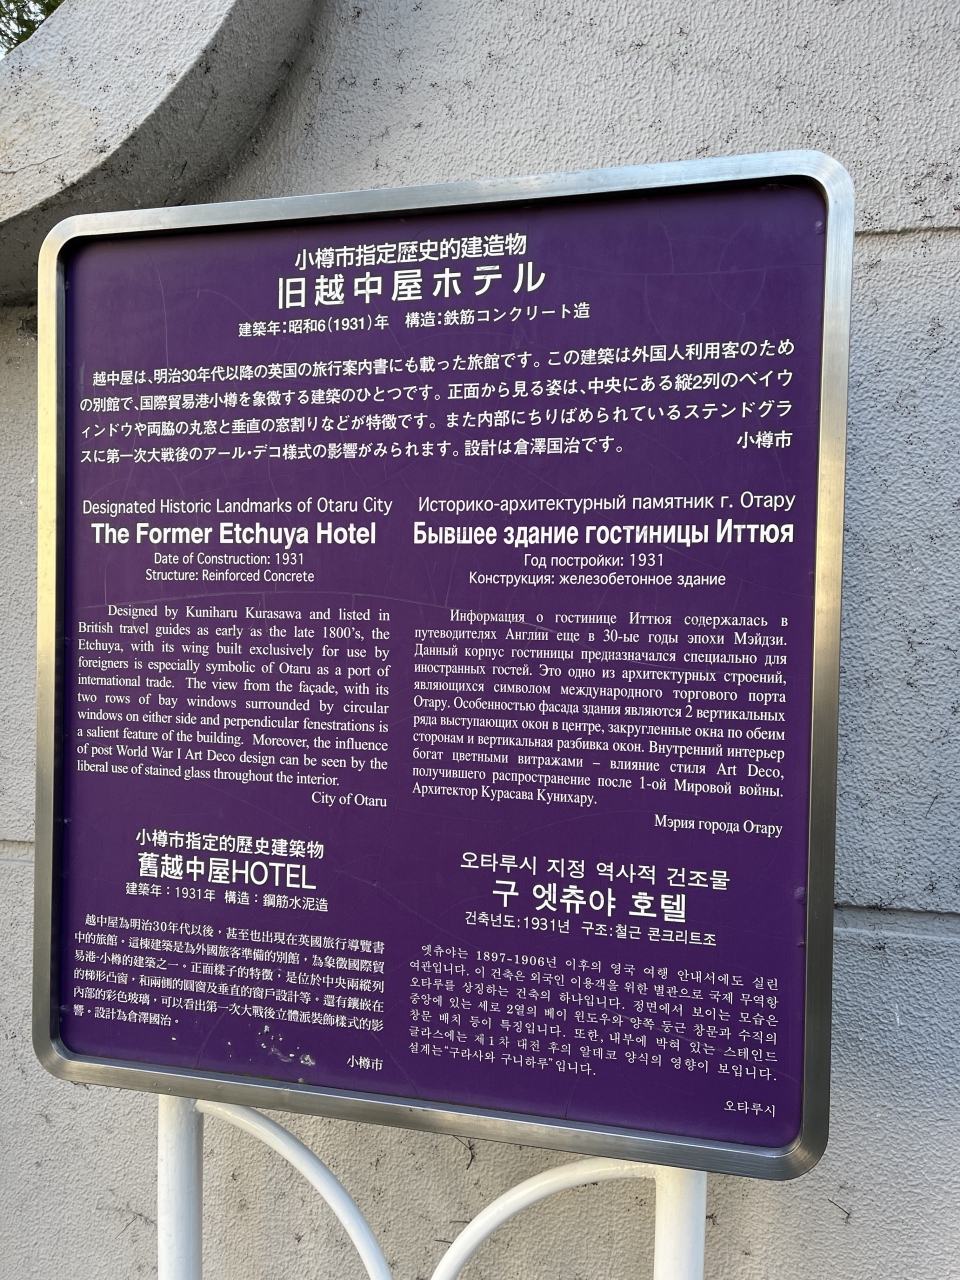 小樽市指定歴史的建造物
旧越中屋ホテル
建築年:昭和6(1931)年　構造:鉄筋コンクリート造
越中屋は、明治30年代以降の英国の旅行案内書にも載った旅館です。この建築は外国人利用客のため
の別館で、国際貿易港小樽を象徴する建築のひとつです。正面から見る姿は、中央にある縦2列のベイウ
ィンドウや両脇の丸窓と垂直の窓割りなどが特徴です。また内部にちりばめられているステンドグラ
スに第一次大戦後のアール・デコ様式の影響がみられます。設計は倉澤国治です。　小樽市
Designated Historic Landmarks of Otaru City
The Former Etchuya Hotel
Date of Construction: 1931
Structure: Reinforced Concrete
Designed by Kuniharu Kurasawa and listed in
British travel guides as early as the late 1800's, the
Etchuya, with its wing built exclusively for use by
foreigners is especially symbolic of Otaru as a port of
international trade. The view from the façade, with its
two rows of bay windows surrounded by circular
windows on either side and perpendicular fenestrations is
a salient feature of the building. Moreover, the influence
of post World War I Art Deco design can be seen by the
liberal use of stained glass throughout the interior.
City of Otaru
Историко-архитектурный памятник г. Отару
Бывшее здание гостиницы Иттюя
Год постройки: 1931
Конструкция: железобетонное здание
Информация о гостинице Иттюя содержалась в
путеводителях Англии еще в 30-ые годы эпохи Мэйдзи.
Данный корпус гостиницы предназначался специально для
иностранных гостей. Это одно из архитектурных строений,
являющихся символом международного торгового порта
Отару. Особенностью фасада здания являются 2 вертикальных
ряда выступающих окон в центре, закругленные окна по обеим
сторонам и вертикальная разбивка окон. Внутренний интерьер
богат цветными витражами – влияние стиля Art Deco,
получившего распространение после 1-ой Мировой войны.
Архитектор Курасава Кунихару.
Мэрия города Отару
小樽市指定的歷史建築物
舊越中屋HOTEL
建築年：1931年　構造：鋼筋水泥造
越中屋為明治30年代以後，甚至也出現在英國旅行導覽書
中的旅館。這棟建築是為外國旅客準備的別館，為象徵國際貿
易港·小樽的建築之一。正面樣子的特徵，是位於中央兩縱列
的梯形凸窗，和兩側的圓窗及垂直的窗戶設計等。還有鑲嵌在
內部的彩色玻璃，可以看出第一次大戰後立體派裝飾樣式的影
響。設計為倉澤國治。
小樽市
오타루시 지정 역사적 건조물
구 엣츄야 호텔
건축년도:1931년　구조:철근 콘크리트조
엣츄야는 1897-1906년 이후의 영국 여행 안내서에도 실린
여관입니다. 이 건축은 외국인 이용객을 위한 별관으로 국제 무역항
오타루를 상징하는 건축의 하나입니다. 정면에서 보이는 모습은
중앙에 있는 세로 2열의 베이 윈도우와 양쪽 둥근 창문과 수직의
창문 배치 등이 특징입니다. 또한, 내부에 박혀 있는 스테인드
글라스에는 제1차 대전 후의 알데코 양식의 영향이 보입니다.
설계는“구라사와 구니하루”입니다.
오타루시